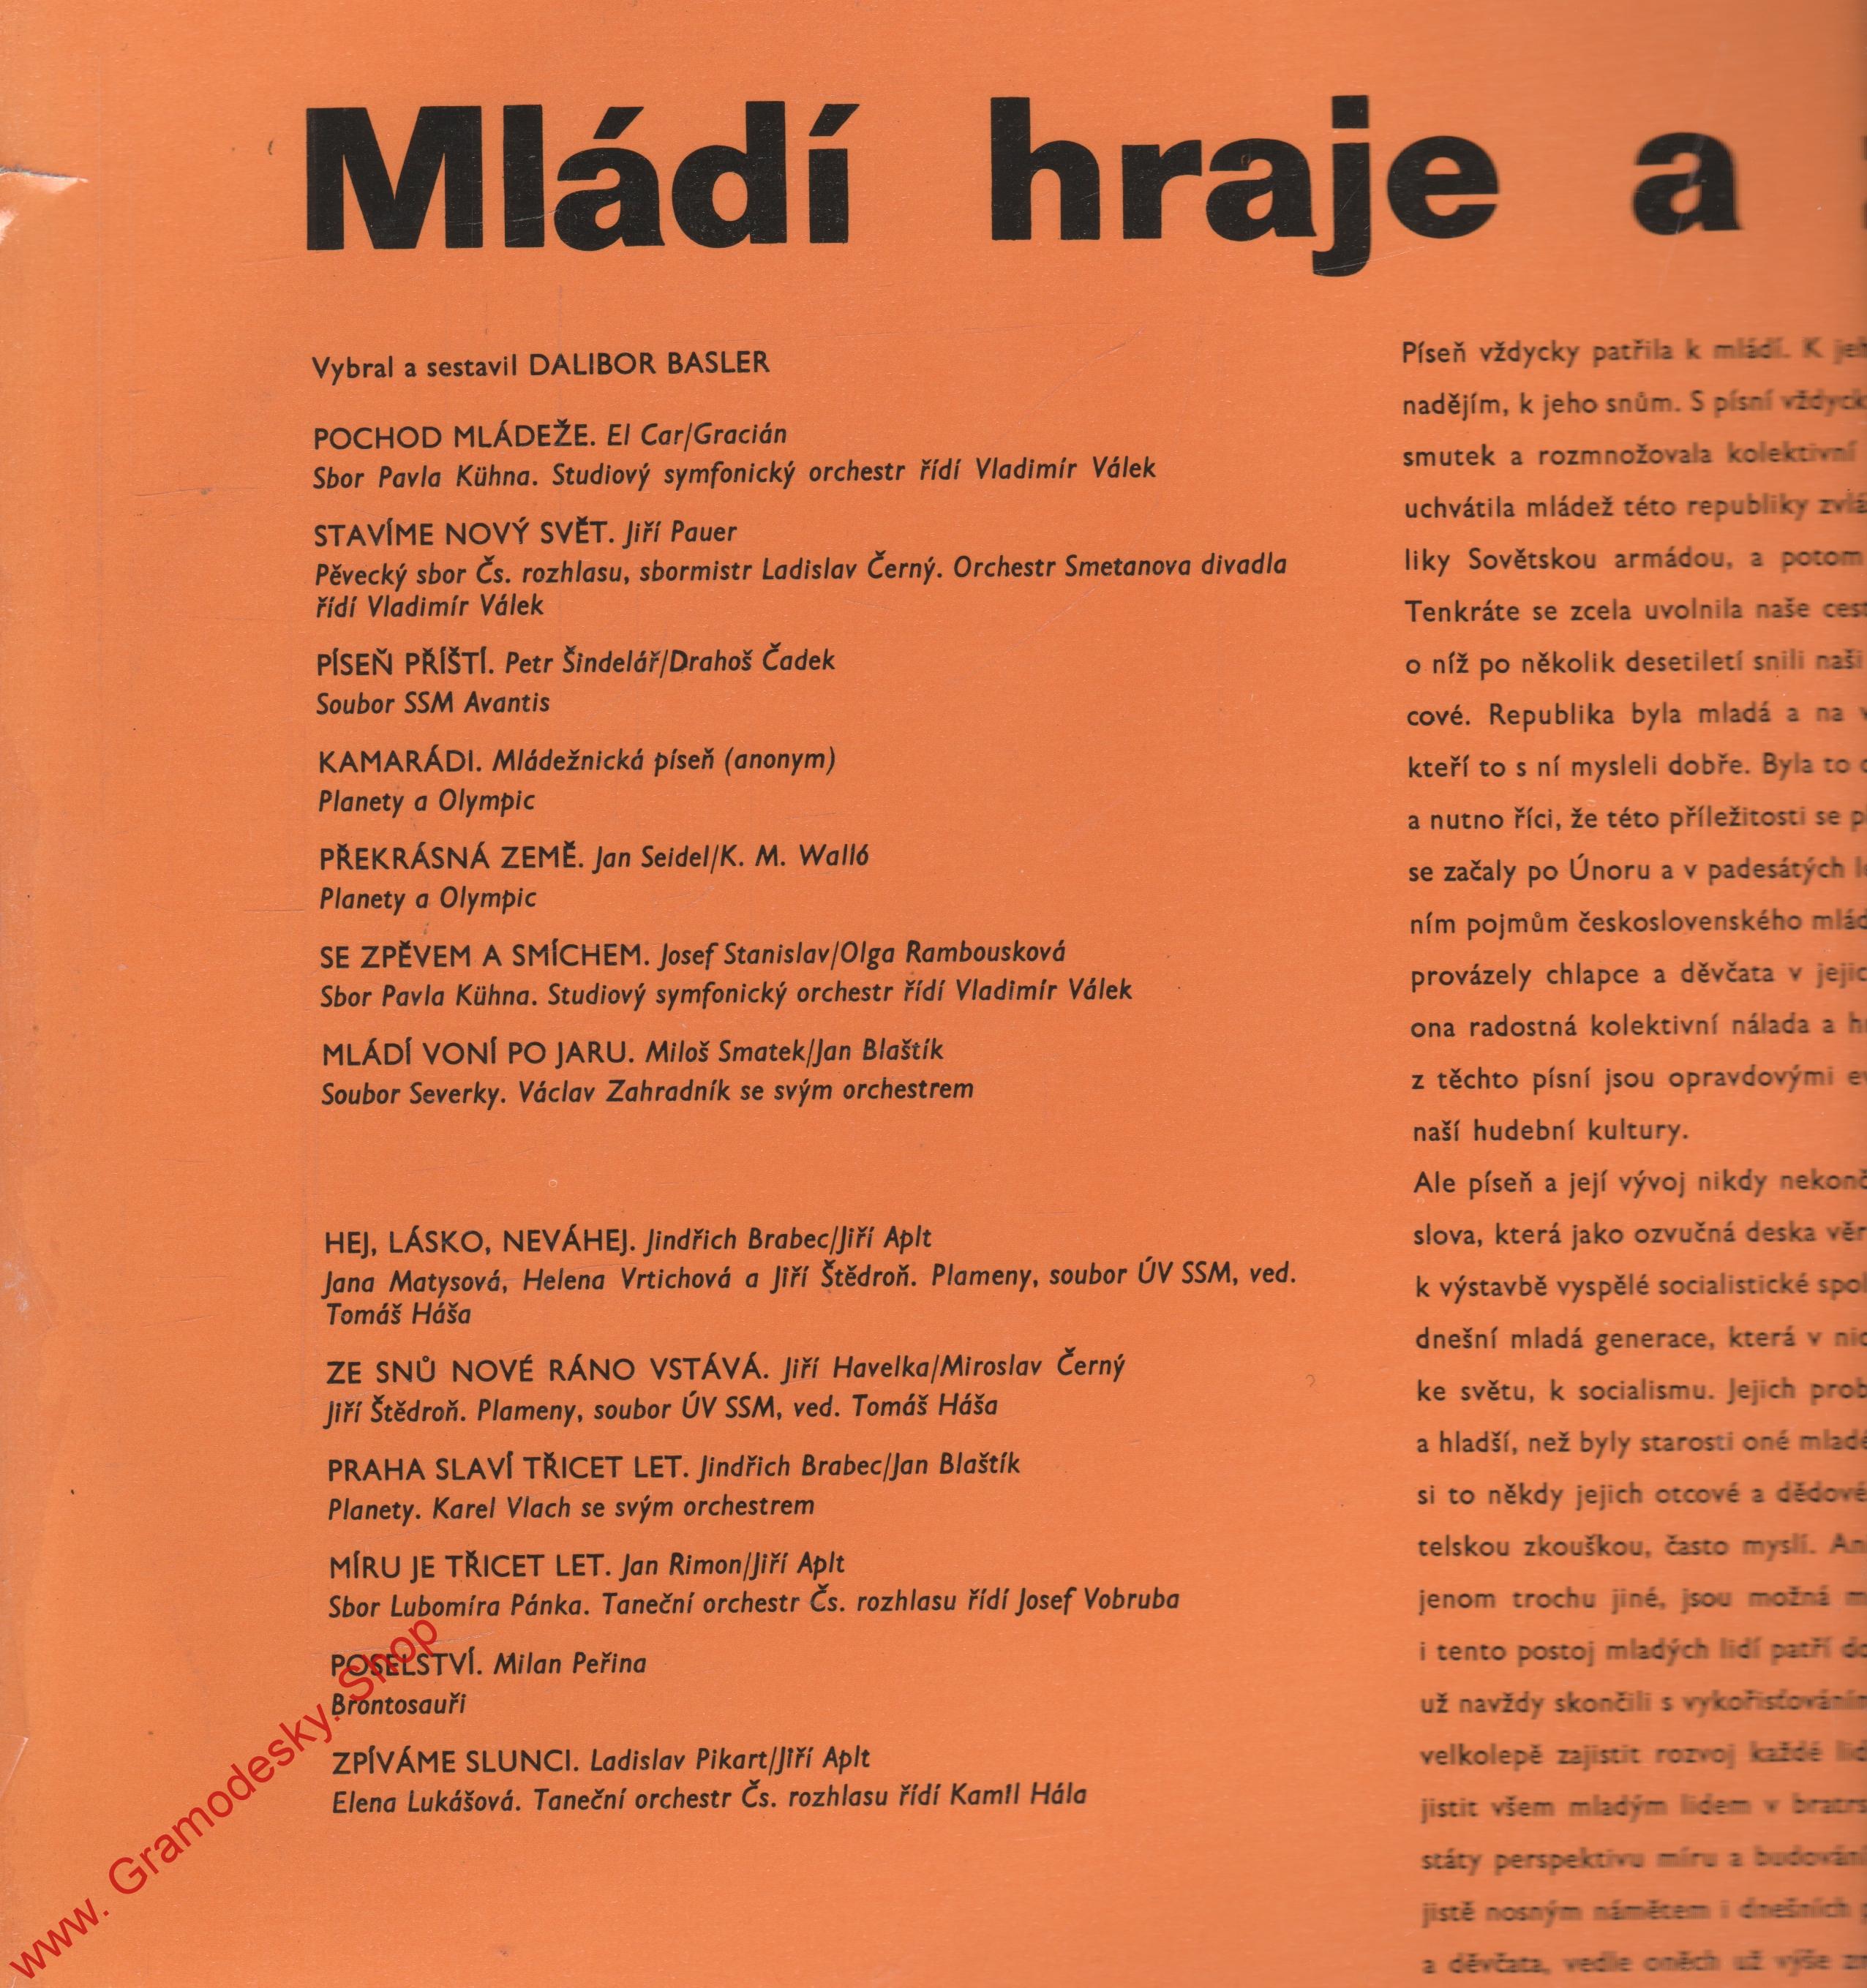 Mládí hraje a
Vybral a sestavil DALIBOR BASLER
POCHOD MLÁDEŽE. El Car/Gracián
Sbor Pavla Kühna. Studiový symfonický orchestr řídí Vladimír Válek
STAVÍME NOVÝ SVĚT. Jiří Pauer
Pěvecký sbor Čs. rozhlasu, sbormistr Ladislav Černý. Orchestr Smetanova divadla
řídí Vladimír Válek
PÍSEŇ PŘÍŠTÍ. Petr Šindelář/Drahoš Čadek
Soubor SSM Avantis
KAMARÁDI. Mládežnická píseň (anonym)
Planety a Olympic
PŘEKRÁSNÁ ZEMĚ. Jan Seidel/K. M. Walló
Planety a Olympic
SE ZPĚVEM A SMÍCHEM. Josef Stanislav/Olga Rambousková
Sbor Pavla Kühna. Studiový symfonický orchestr řídí Vladimír Válek
MLÁDÍ VONÍ PO JARU. Miloš Smatek/Jan Blaštík
Soubor Severky. Václav Zahradník se svým orchestrem
HEJ, LÁSKO, NEVÁHEJ. Jindřich Brabec/Jiří Aplt
Jana Matysová, Helena Vrtichová a Jiří Štědroň. Plameny, soubor ÚV SSM, ved.
Tomáš Háša
ZE SNŮ NOVÉ RÁNO VSTÁVÁ. Jiří Havelka/Miroslav Černý
Jiří Štědroň. Plameny, soubor ÚV SSM, ved. Tomáš Háša
PRAHA SLAVÍ TŘICET LET. Jindřich Brabec/Jan Blaštík
Planety. Karel Vlach se svým orchestrem
MÍRU JE TŘICET LET. Jan Rimon/Jiří Aplt
Sbor Lubomíra Pánka. Taneční orchestr Čs. rozhlasu řídí Josef Vobruba
POSELSTVÍ. Milan Peřina
Brontosauři
ZPÍVÁME SLUNCI. Ladislav Pikart/Jiří Aplt
Elena Lukášová. Taneční orchestr Čs. rozhlasu řídí Kamil Hála
Píseň vždycky patřila k mládí. K
nadějím, k jeho snům. S písní
smutek a rozmnožovala kolektivní
uchvátila mládež této republiky
liky Sovětskou armádou, a potom
Tenkráte se zcela uvolnila naše
o níž po několik desetiletí snili naši
cové. Republika byla mladá a na
kteří to s ní mysleli dobře. Byla to
a nutno říci, že této příležitosti se
se začaly po Únoru a v padesátých
ním pojmům československého
provázely chlapce a děvčata v
ona radostná kolektivní nálada a
z těchto písní jsou opravdovými
naší hudební kultury.
Ale píseň a její vývoj nikdy
slova, která jako ozvučná deska
k výstavbě vyspělé socialistické
dnešní mladá generace, která v
ke světu, k socialismu. Jejich
a hladší, než byly starosti oné
si to někdy jejich otcové a dědové
telskou zkouškou, často myslí.
jenom trochu jiné, jsou možná
i tento postoj mladých lidí patří
už navždy skončili s
velkolepě zajistit rozvoj každé
jistit všem mladým lidem v
státy perspektivu míru a
jistě nosným námětem i dnešních
a děvčata, vedle oněch už výše
www. Gramodesky. Shop